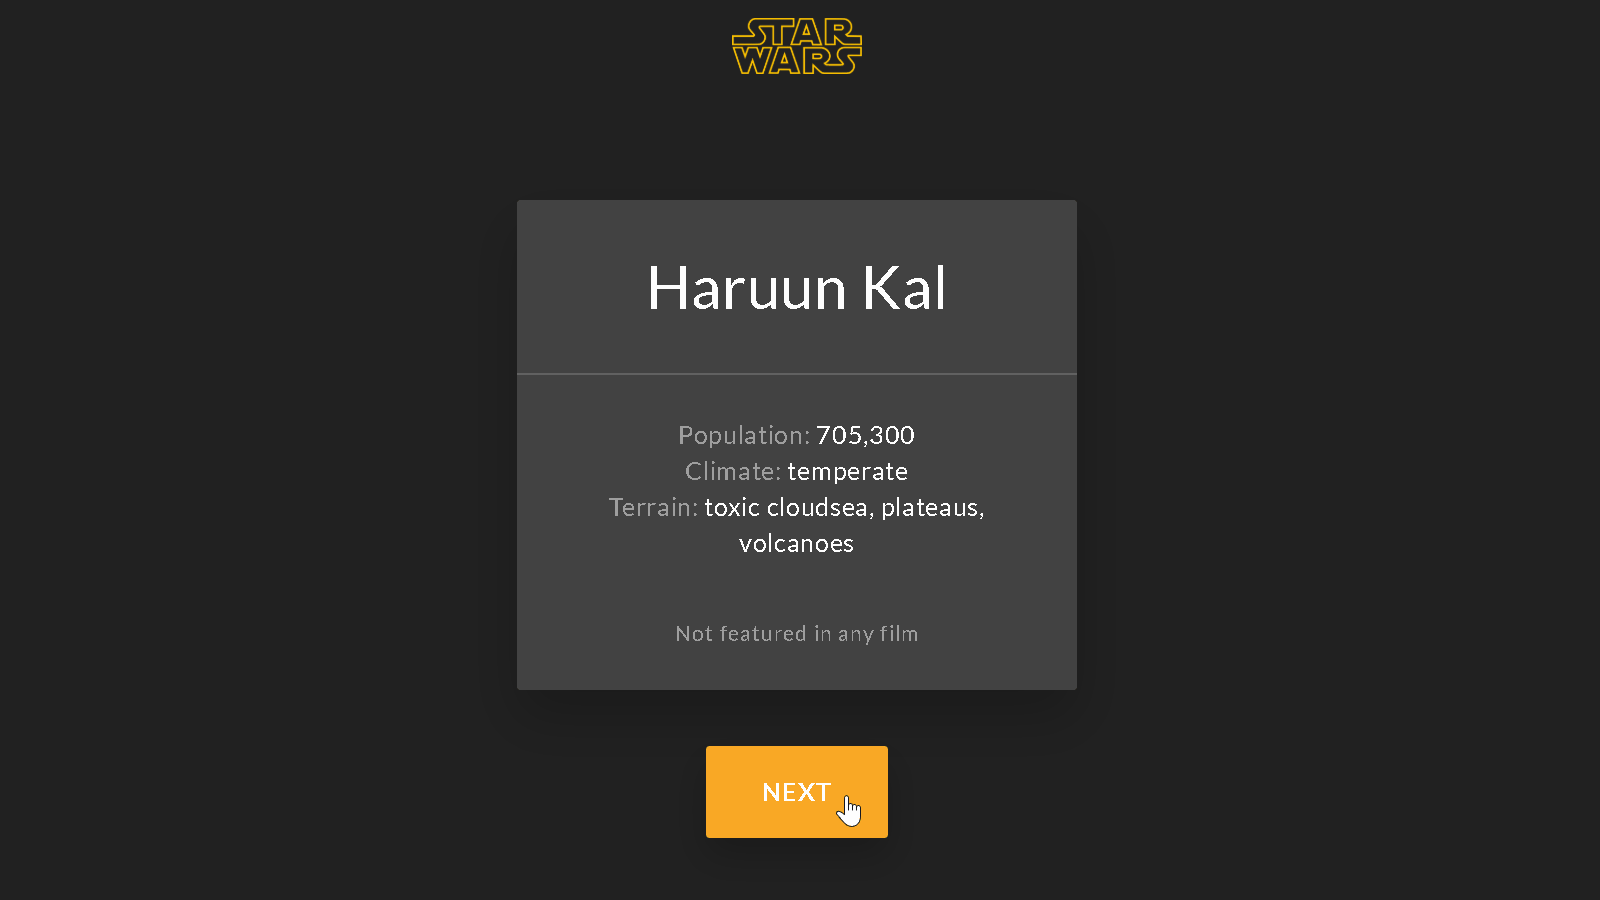 STAR
WARS
Haruun Kal
Population: 705,300
Climate: temperate
Terrain: toxic cloudsea, plateaus,
volcanoes
Not featured in any film
NEXT